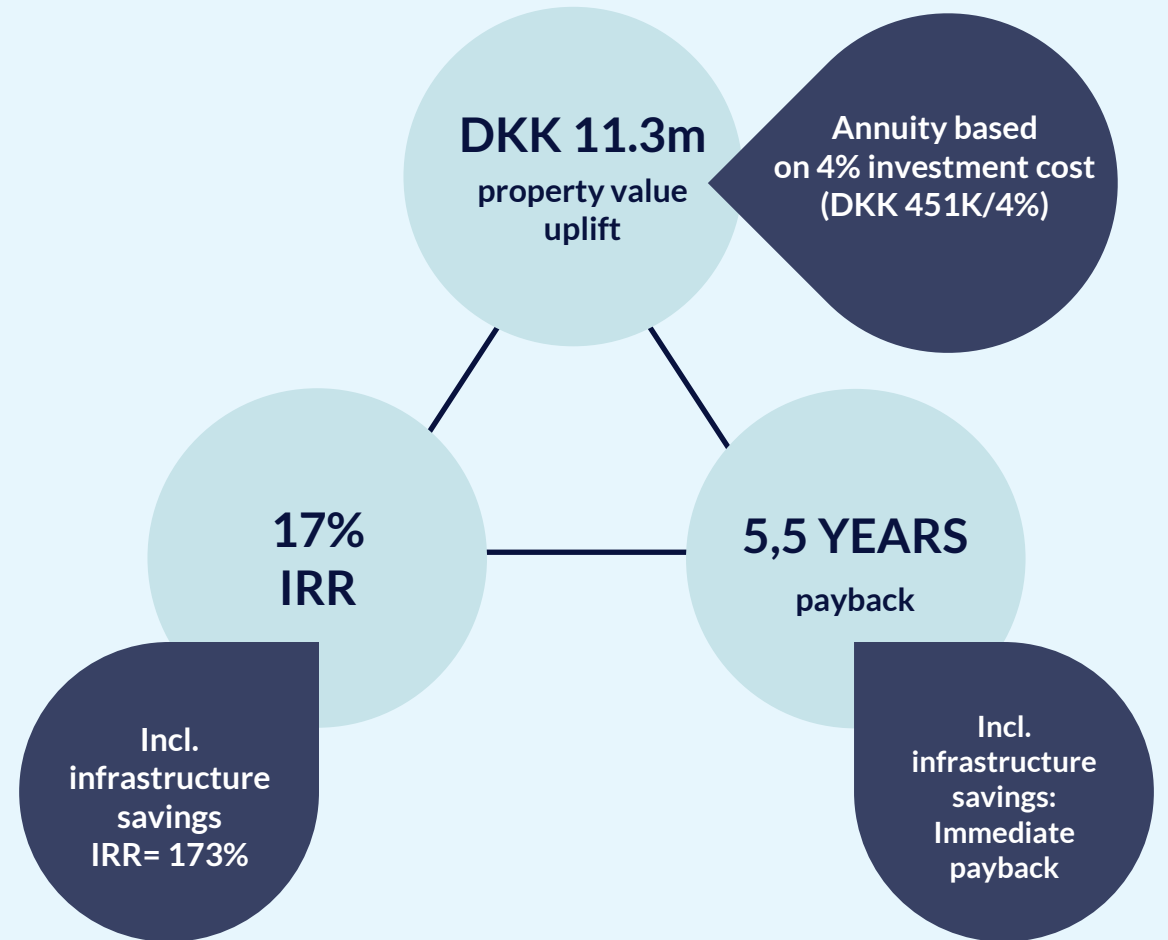 DKK 11.3m
property value
uplift
Annuity based
on 4% investment cost
(DKK 451K/4%)
17%
IRR
5,5 YEARS
payback
Incl.
infrastructure
savings
IRR= 173%
Incl.
infrastructure
savings:
Immediate
payback